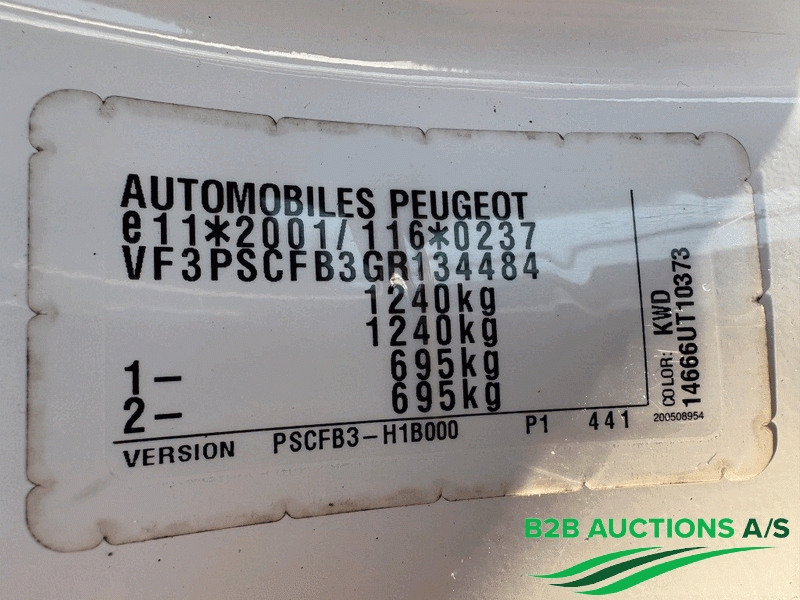 AUTOMOBILES PEUGEOT
e11*2001/116*0237
VF3PSCFB3GR134484
1240kg
1240kg
1– 695kg
2– 695kg
VERSION PSCFB3-H1B000 P1 441
COLOR: KWD
14666UT10373
200508954
B2B AUCTIONS A/S